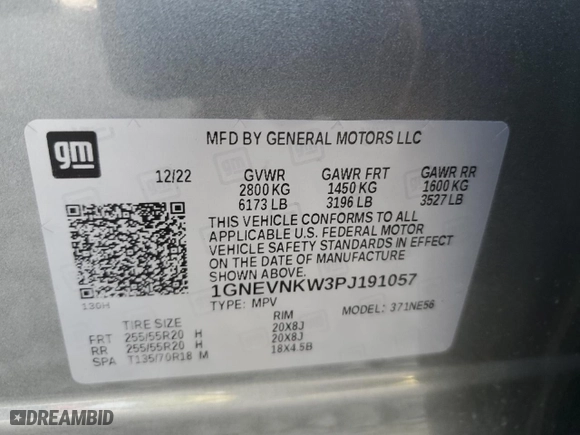 gm
MFD BY GENERAL MOTORS LLC
12/22 GVWR GAWR FRT GAWR RR
2800 KG 1450 KG 1600 KG
6173 LB 3196 LB 3527 LB
THIS VEHICLE CONFORMS TO ALL
APPLICABLE U.S. FEDERAL MOTOR
VEHICLE SAFETY STANDARDS IN EFFECT
ON THE DATE OF MANUFACTURE
SHOWN ABOVE.
130H
1GNEVNKW3PJ191057
TYPE: MPV MODEL: 371NE56
TIRE SIZE RIM
FRT 255/55R20 H 20X8J
RR 255/55R20 H 20X8J
SPA T135/70R18 M 18X4.5B
DREAMBID